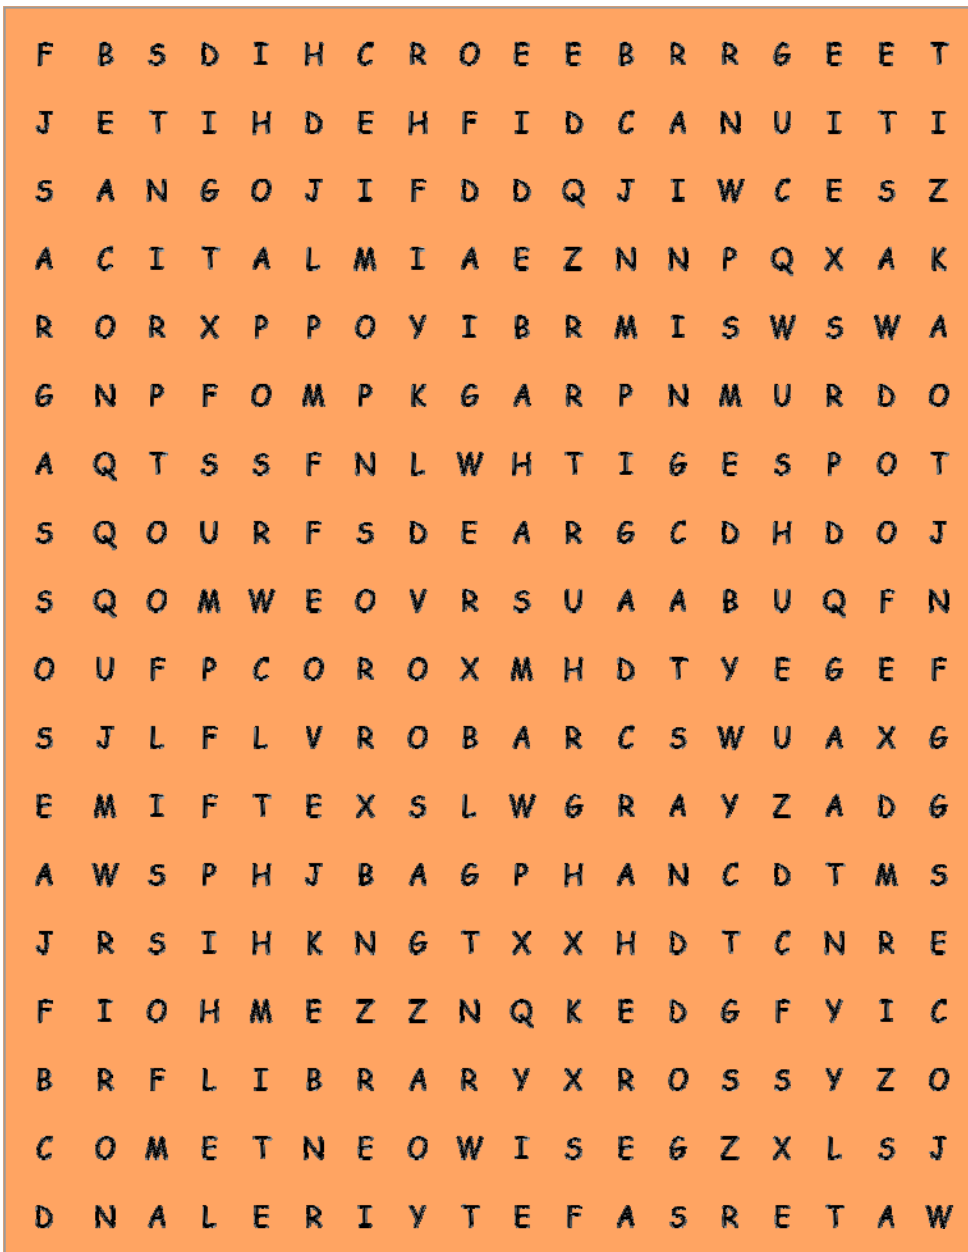 F B S D I H C R O E E B R R G E E T
J E T I H D E H F I D C A N U I T I
S A N G O J I F D D Q J I W C E S Z
A C I T A L M I A E Z N N P Q X A K
R O R X P P O Y I B R M I S W S W A
G N P F O M P K G A R P N M U R D O
A Q T S S F N L W H T I G E S P O T
S Q O U R F S D E A R G C D H D O J
S Q O M W E O V R S U A A B U Q F N
O U F P C O R O X M H D T Y E G E F
S J L F L V R O B A R C S W U A X G
E M I F T E X S L W G R A Y Z A D G
A W S P H J B A G P H A N C D T M S
J R S I H K N G T X X H D T C N R E
F I O H M E Z Z N Q K E D G F Y I C
B R F L I B R A R Y X R O S S Y Z O
C O M E T N E O W I S E G Z X L S J
D N A L E R I Y T E F A S R E T A W